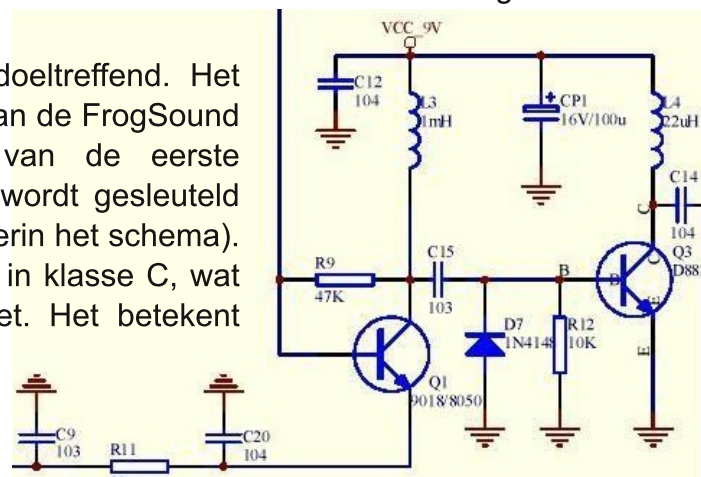 doeltreffend. Het
an de FrogSound
van de eerste
wordt gesleuteld
erin het schema).
in klasse C, wat
et. Het betekent
VCC_9V
C12
104
L3
1mH
CP1
16V/100u
L4
22uH
C14
104
C
R9
47K
C15
103
B
B
C
Q3
D7
1N4148
R12
10K
E
E
Q1
9018/8050
C9
103
R11
C20
104